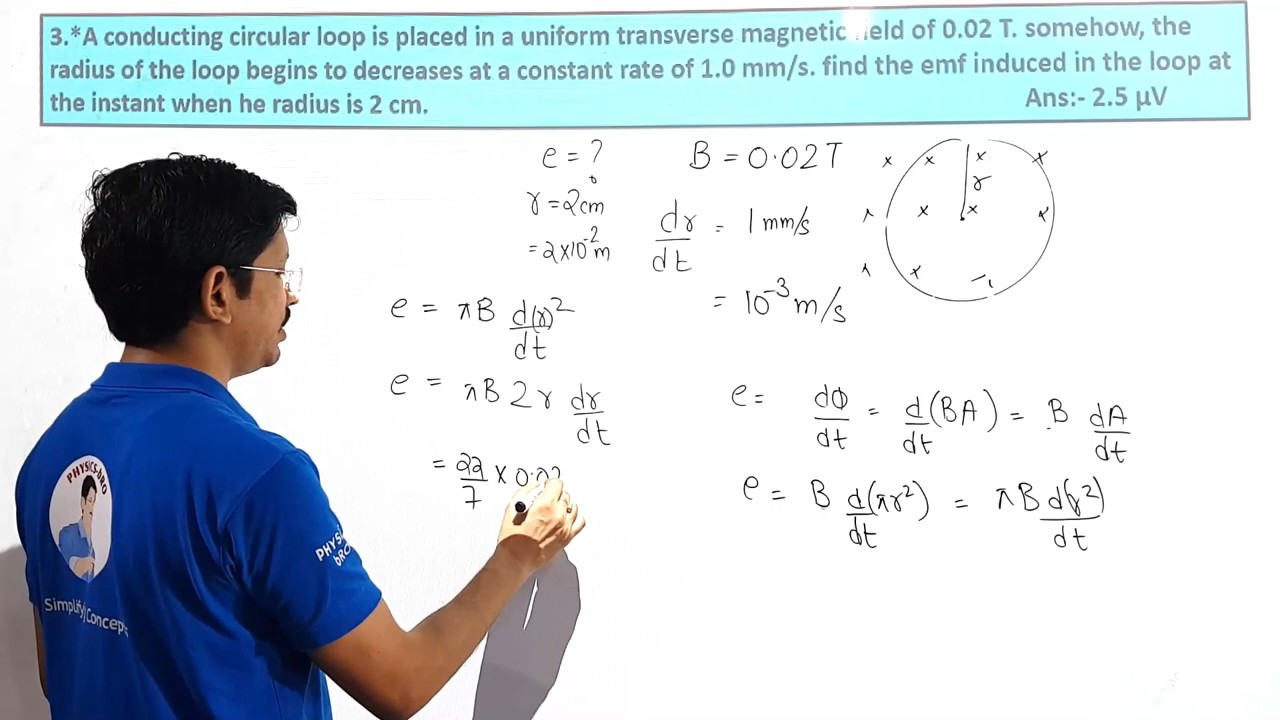 3.*A conducting circular loop is placed in a uniform transverse magnetic ield of 0.02 T. somehow, the
radius of the loop begins to decreases at a constant rate of 1.0 mm/s. find the emf induced in the loop at
the instant when he radius is 2 cm. Ans:- 2.5 μV
e = ?
r = 2cm
= 2×10⁻² m
B = 0.02T
dr/dt = 1 mm/s
= 10⁻³ m/s
r
e = πB d(r)²/dt
e = πB 2r dr/dt
= 22/7 × 0.02
e = dΦ/dt = d/dt (BA) = B dA/dt
e = B d(πr²)/dt = πB d(r²)/dt
PHYSICS-bRO
Simplify Concepts
PHYSI
bRO